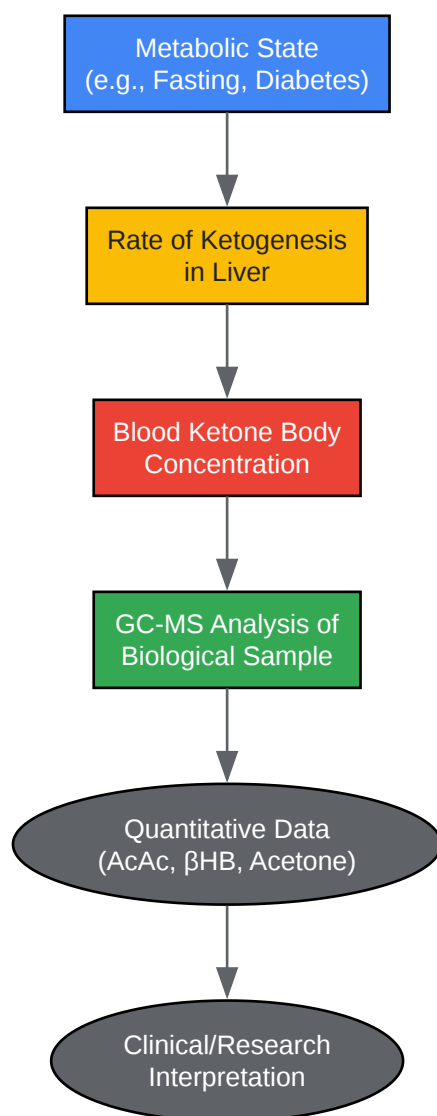 Metabolic State
(e.g., Fasting, Diabetes)
Rate of Ketogenesis
in Liver
Blood Ketone Body
Concentration
GC-MS Analysis of
Biological Sample
Quantitative Data
(AcAc, βHB, Acetone)
Clinical/Research
Interpretation